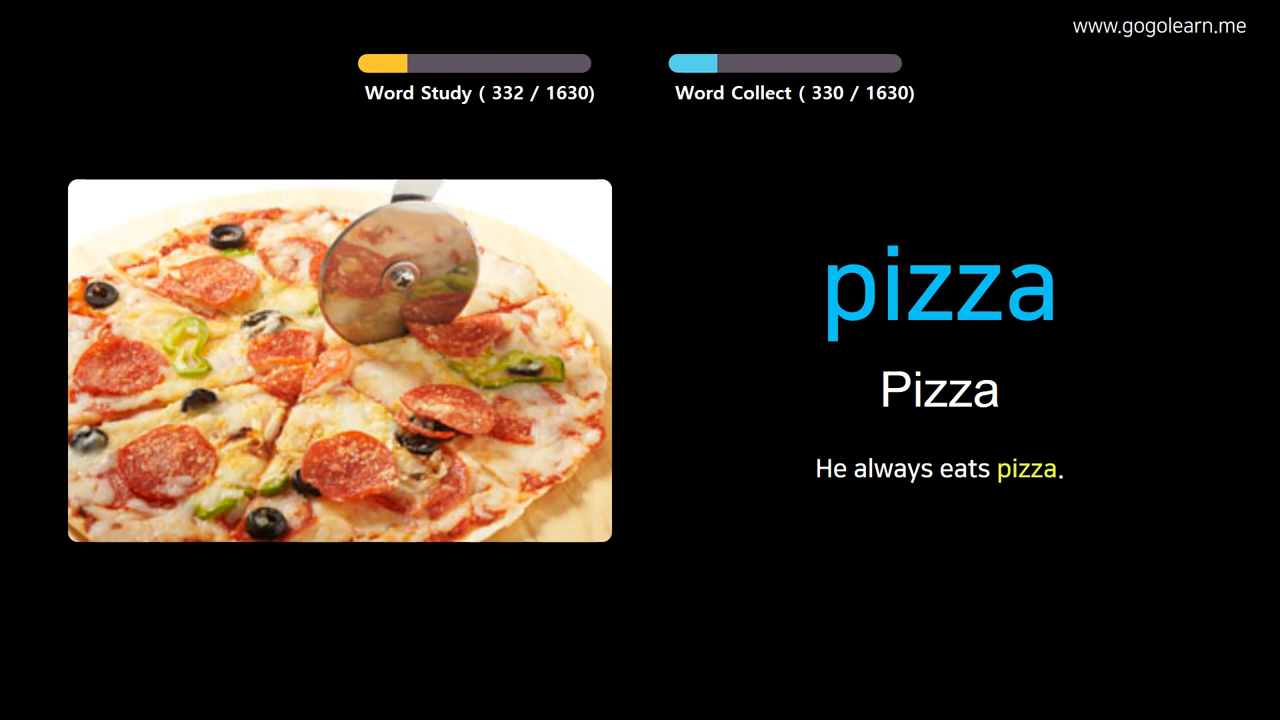 www.gogolearn.me
Word Study ( 332 / 1630)
Word Collect ( 330 / 1630)
pizza
Pizza
He always eats pizza.